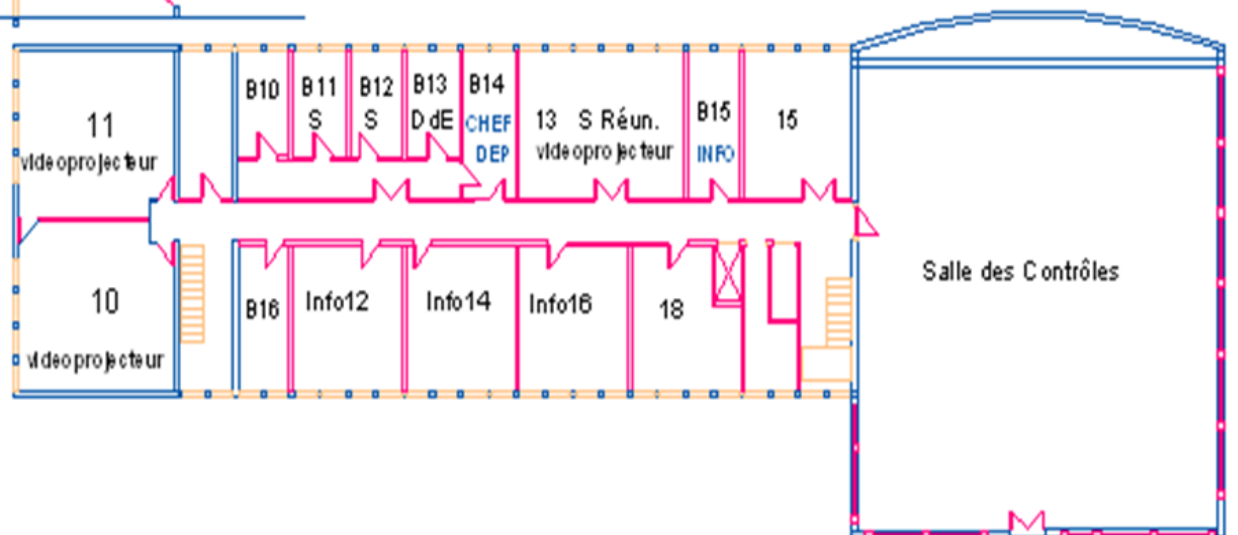 11
videoprojecteur
10
videoprojecteur
B10
B11
S
B12
S
B13
D dE
B14
CHEF
DEP
13 S Réun.
videoprojecteur
B15
INFO
15
B16
Info12
Info14
Info16
18
Salle des Contrôles